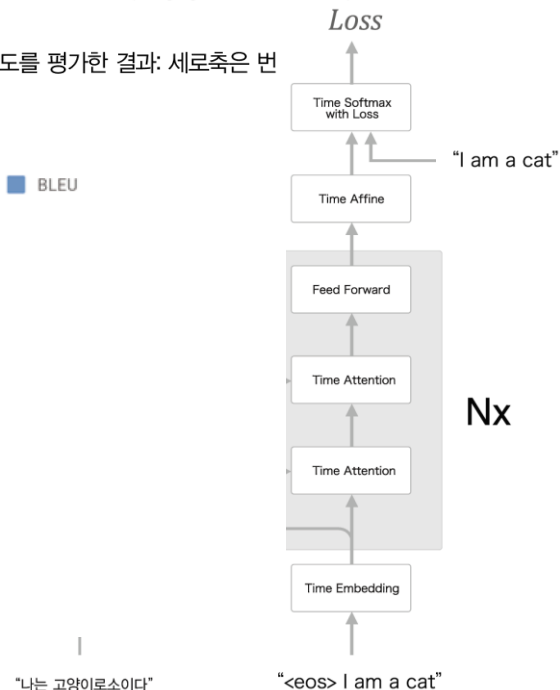 Loss
도를 평가한 결과: 세로축은 번
Time Softmax
with Loss
“I am a cat”
BLEU
Time Affine
Feed Forward
Time Attention
Nx
Time Attention
Time Embedding
“나는 고양이로소이다”
“<eos> I am a cat”